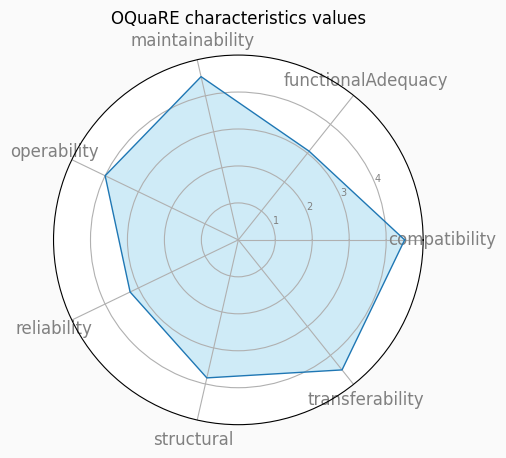 OQuaRE characteristics values
maintainability
functionalAdequacy
operability
4
3
2
1
compatibility
reliability
transferability
structural